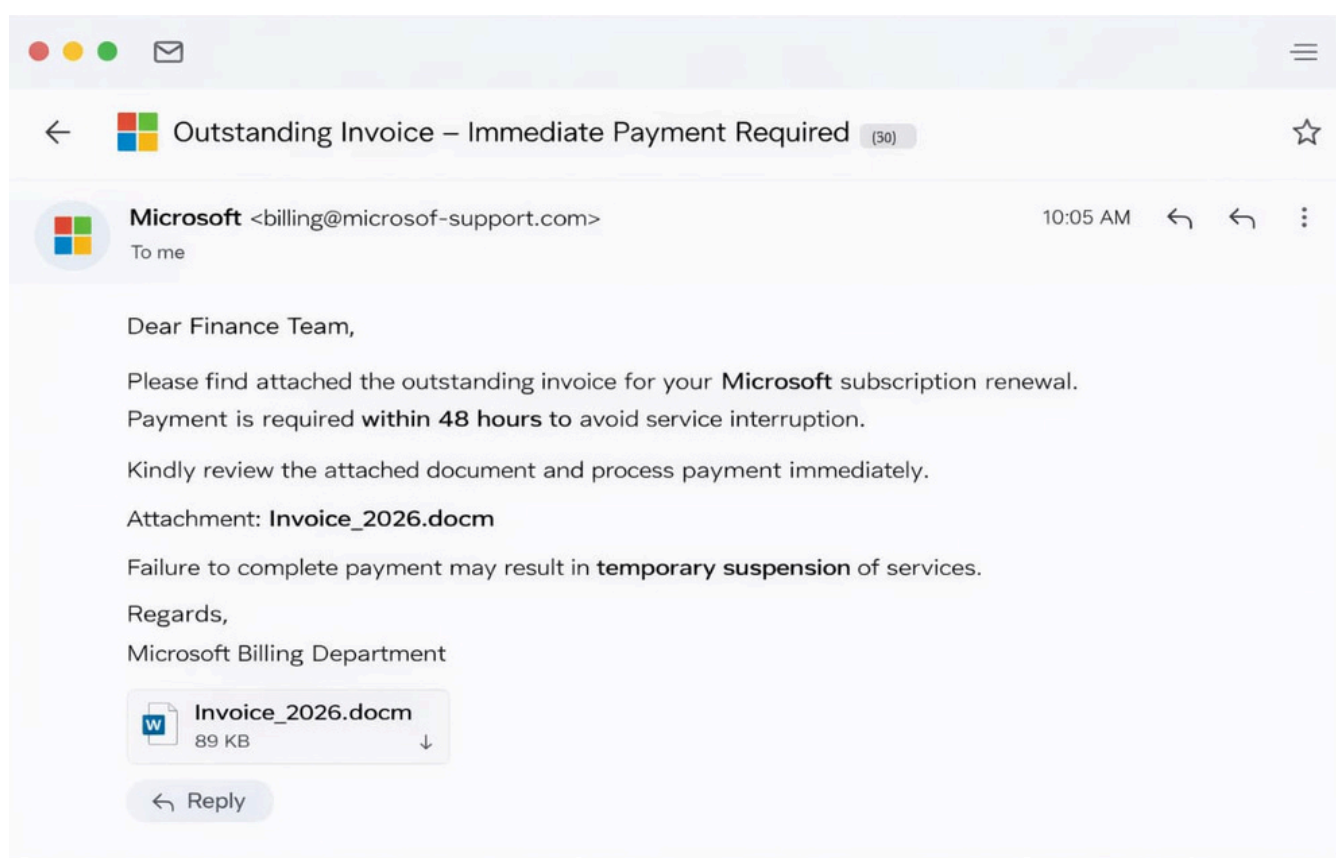 Outstanding Invoice – Immediate Payment Required (30)
Microsoft <billing@microsof-support.com> 10:05 AM
To me
Dear Finance Team,
Please find attached the outstanding invoice for your Microsoft subscription renewal.
Payment is required within 48 hours to avoid service interruption.
Kindly review the attached document and process payment immediately.
Attachment: Invoice_2026.docm
Failure to complete payment may result in temporary suspension of services.
Regards,
Microsoft Billing Department
W
Invoice_2026.docm
89 KB
Reply